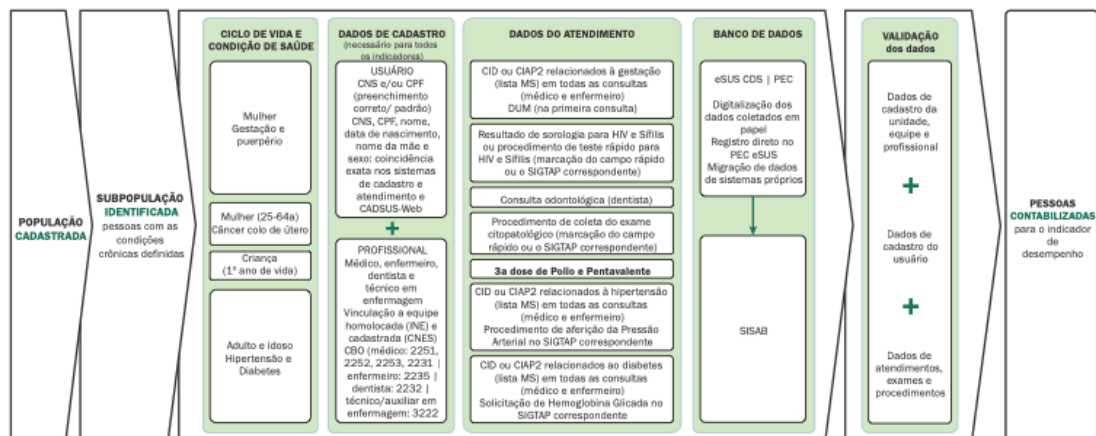 POPULAÇÃO
CADASTRADA
SUBPOPULAÇÃO
IDENTIFICADA
pessoas com as
condições
crônicas definidas
CICLO DE VIDA E
CONDIÇÃO DE SAÚDE
Mulher
Gestação e
puerpério
Mulher (25-64a)
Câncer colo de útero
Criança
(1° ano de vida)
Adulto e idoso
Hipertensão e
Diabetes
DADOS DE CADASTRO
(necessário para todos
os indicadores)
USUÁRIO
CNS e/ou CPF
(preenchimento
correto/ padrão)
CNS, CPF, nome,
data de nascimento,
nome da mãe e
sexo: coincidência
exata nos sistemas
de cadastro e
atendimento e
CADSUS-Web
+
PROFISSIONAL
Médico, enfermeiro,
dentista e
técnico em
enfermagem
Vinculação a equipe
homolocada (INE) e
cadastrada (CNES)
CBO (médico: 2251,
2252, 2253, 2231 |
enfermeiro: 2235 |
dentista: 2232 |
técnico/auxiliar em
enfermagem: 3222
DADOS DO ATENDIMENTO
CID ou CIAP2 relacionados à gestação
(lista MS) em todas as consultas
(médico e enfermeiro)
DUM (na primeira consulta)
Resultado de sorologia para HIV e Sífilis
ou procedimento de teste rápido para
HIV e Sífilis (marcação do campo rápido
ou o SIGTAP correspondente)
Consulta odontológica (dentista)
Procedimento de coleta do exame
citopatológico (marcação do campo
rápido ou o SIGTAP correspondente)
3a dose de Polio e Pentavalente
CID ou CIAP2 relacionados à hipertensão
(lista MS) em todas as consultas
(médico e enfermeiro)
Procedimento de aferição da Pressão
Arterial no SIGTAP correspondente
CID ou CIAP2 relacionados ao diabetes
(lista MS) em todas as consultas
(médico e enfermeiro)
Solicitação de Hemoglobina Glicada no
SIGTAP correspondente
BANCO DE DADOS
eSUS CDS | PEC
Digitalização dos
dados coletados em
papel
Registro direto no
PEC eSUS
Migração de dados
de sistemas próprios
SISAB
VALIDAÇÃO
dos dados
Dados de
cadastro da
unidade,
equipe e
profissional
+
Dados de
cadastro do
usuário
+
Dados de
atendimentos,
exames e
procedimentos
PESSOAS
CONTABILIZADAS
para o indicador
de
desempenho